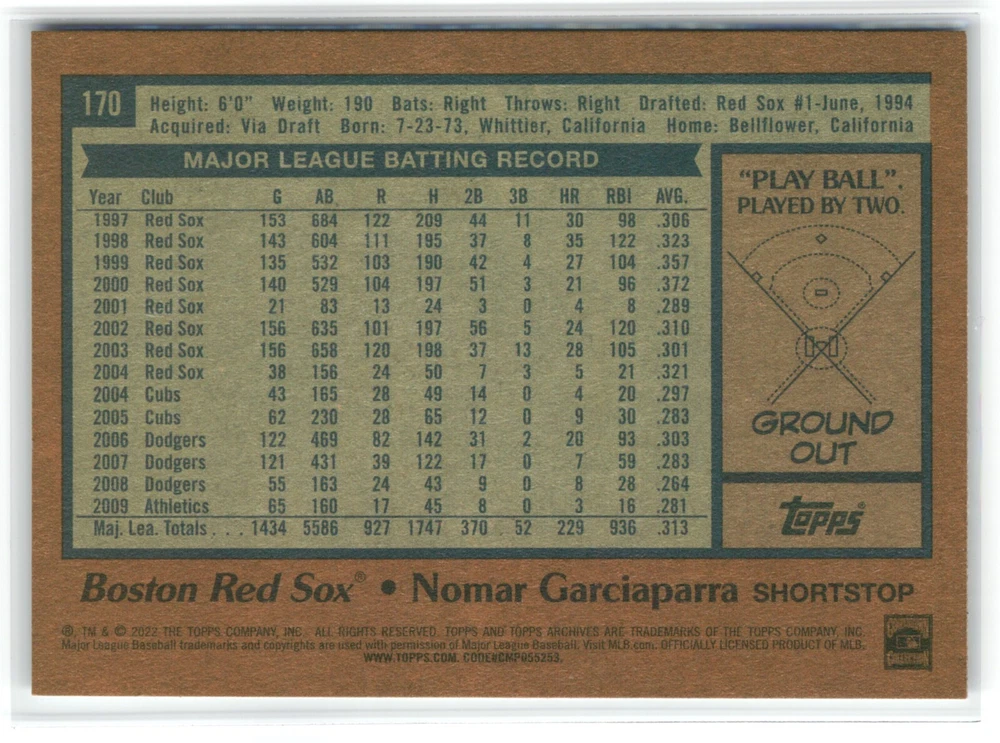 170
Height: 6'0" Weight: 190 Bats: Right Throws: Right Drafted: Red Sox #1-June, 1994
Acquired: Via Draft Born: 7-23-73, Whittier, California Home: Bellflower, California
MAJOR LEAGUE BATTING RECORD
Year Club G AB R H 2B 3B HR RBI AVG.
1997 Red Sox 153 684 122 209 44 11 30 98 .306
1998 Red Sox 143 604 111 195 37 8 35 122 .323
1999 Red Sox 135 532 103 190 42 4 27 104 .357
2000 Red Sox 140 529 104 197 51 3 21 96 .372
2001 Red Sox 21 83 13 24 3 0 4 8 .289
2002 Red Sox 156 635 101 197 56 5 24 120 .310
2003 Red Sox 156 658 120 198 37 13 28 105 .301
2004 Red Sox 38 156 24 50 7 3 5 21 .321
2004 Cubs 43 165 28 49 14 0 4 20 .297
2005 Cubs 62 230 28 65 12 0 9 30 .283
2006 Dodgers 122 469 82 142 31 2 20 93 .303
2007 Dodgers 121 431 39 122 17 0 7 59 .283
2008 Dodgers 55 163 24 43 9 0 8 28 .264
2009 Athletics 65 160 17 45 8 0 3 16 .281
Maj. Lea. Totals . . . 1434 5586 927 1747 370 52 229 936 .313
"PLAY BALL".
PLAYED BY TWO.
GROUND
OUT
TOPPS
Boston Red Sox® • Nomar Garciaparra SHORTSTOP
®, TM & © 2022 THE TOPPS COMPANY, INC. ALL RIGHTS RESERVED. TOPPS AND TOPPS ARCHIVES ARE TRADEMARKS OF THE TOPPS COMPANY, INC.
Major League Baseball trademarks and copyrights are used with permission of Major League Baseball. Visit MLB.com. OFFICIALLY LICENSED PRODUCT OF MLB.
WWW.TOPPS.COM. CODE#CMP055253.